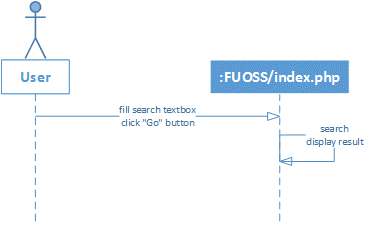 User
:FUOSS/index.php
fill search textbox
click "Go" button
search
display result